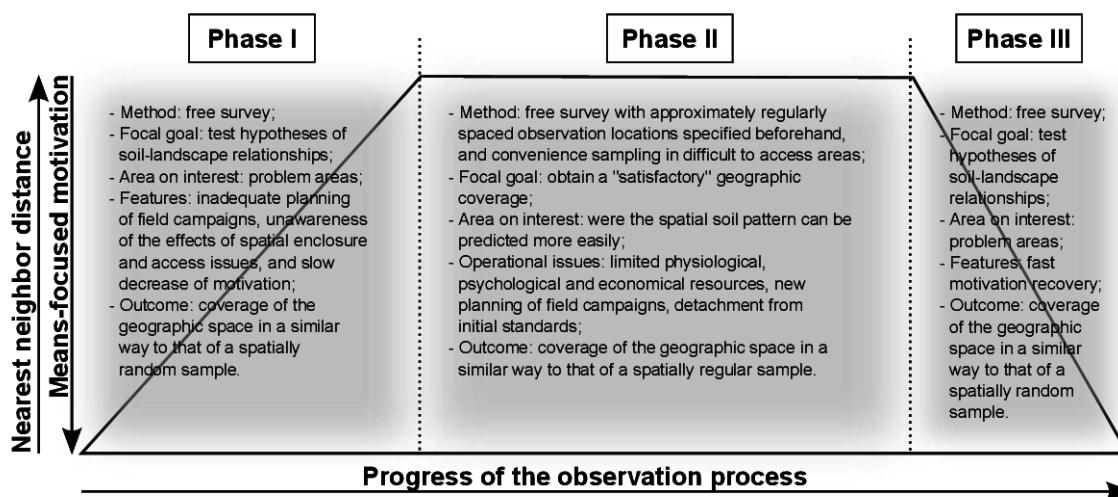 Phase I
Phase II
Phase III
Nearest neighbor distance
Means-focused motivation
- Method: free survey;
- Focal goal: test hypotheses of
soil-landscape relationships;
- Area on interest: problem areas;
- Features: inadequate planning
of field campaigns, unawareness
of the effects of spatial enclosure
and access issues, and slow
decrease of motivation;
- Outcome: coverage of the
geographic space in a similar
way to that of a spatially
random sample.
- Method: free survey with approximately regularly
spaced observation locations specified beforehand,
and convenience sampling in difficult to access areas;
- Focal goal: obtain a "satisfactory" geographic
coverage;
- Area on interest: were the spatial soil pattern can be
predicted more easily;
- Operational issues: limited physiological,
psychological and economical resources, new
planning of field campaigns, detachment from
initial standards;
- Outcome: coverage of the geographic space in a
similar way to that of a spatially regular sample.
- Method: free survey;
- Focal goal: test
hypotheses of
soil-landscape
relationships;
- Area on interest:
problem areas;
- Features: fast
motivation recovery;
- Outcome: coverage
of the geographic
space in a similar
way to that of a
spatially random
sample.
Progress of the observation process